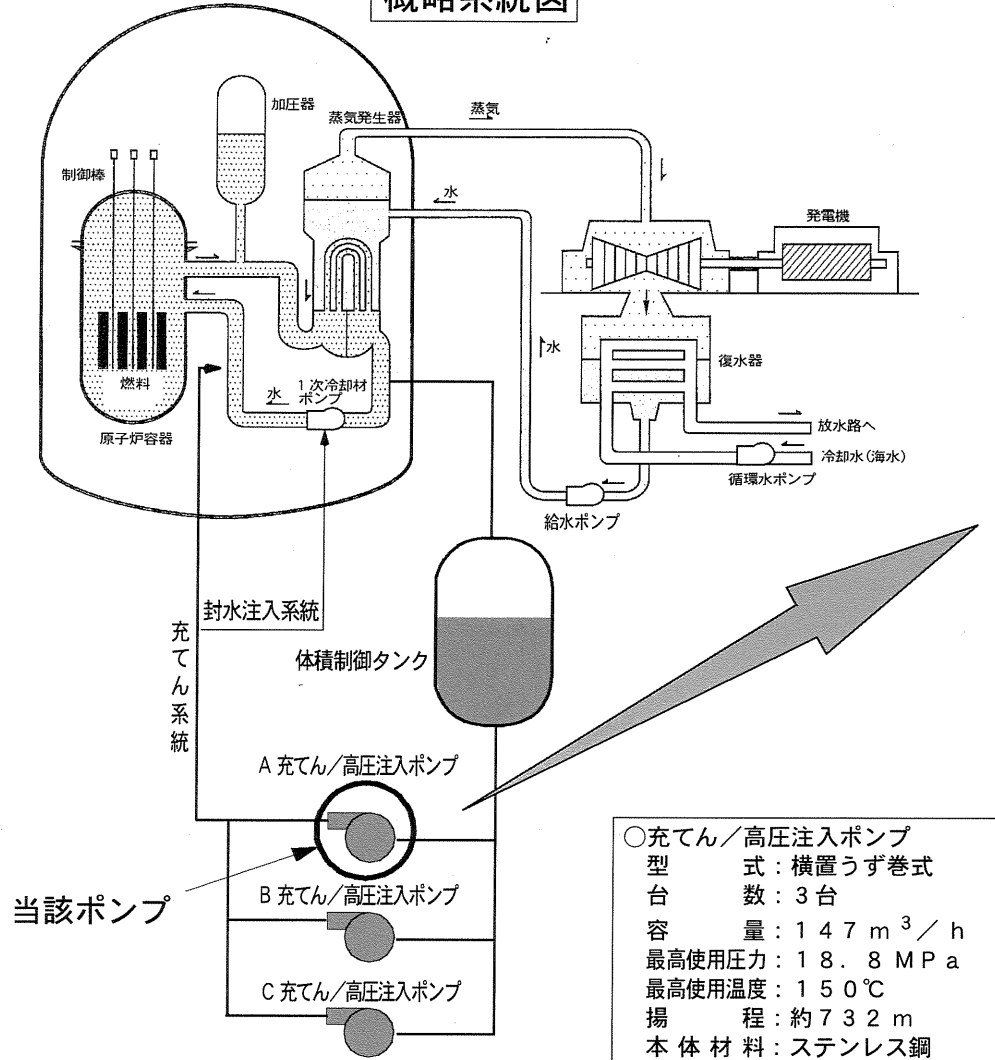 概略系統図
加圧器
蒸気発生器
蒸気
制御棒
水
発電機
燃料
原子炉容器
水
1次冷却材
ポンプ
水
復水器
放水路へ
冷却水(海水)
循環水ポンプ
給水ポンプ
封水注入系統
充てん系統
体積制御タンク
A 充てん/高圧注入ポンプ
当該ポンプ
B 充てん/高圧注入ポンプ
C 充てん/高圧注入ポンプ
○充てん/高圧注入ポンプ
型 式:横置うず巻式
台 数:3台
容 量:147m³/h
最高使用圧力:18.8MPa
最高使用温度:150℃
揚 程:約732m
本体材料:ステンレス鋼